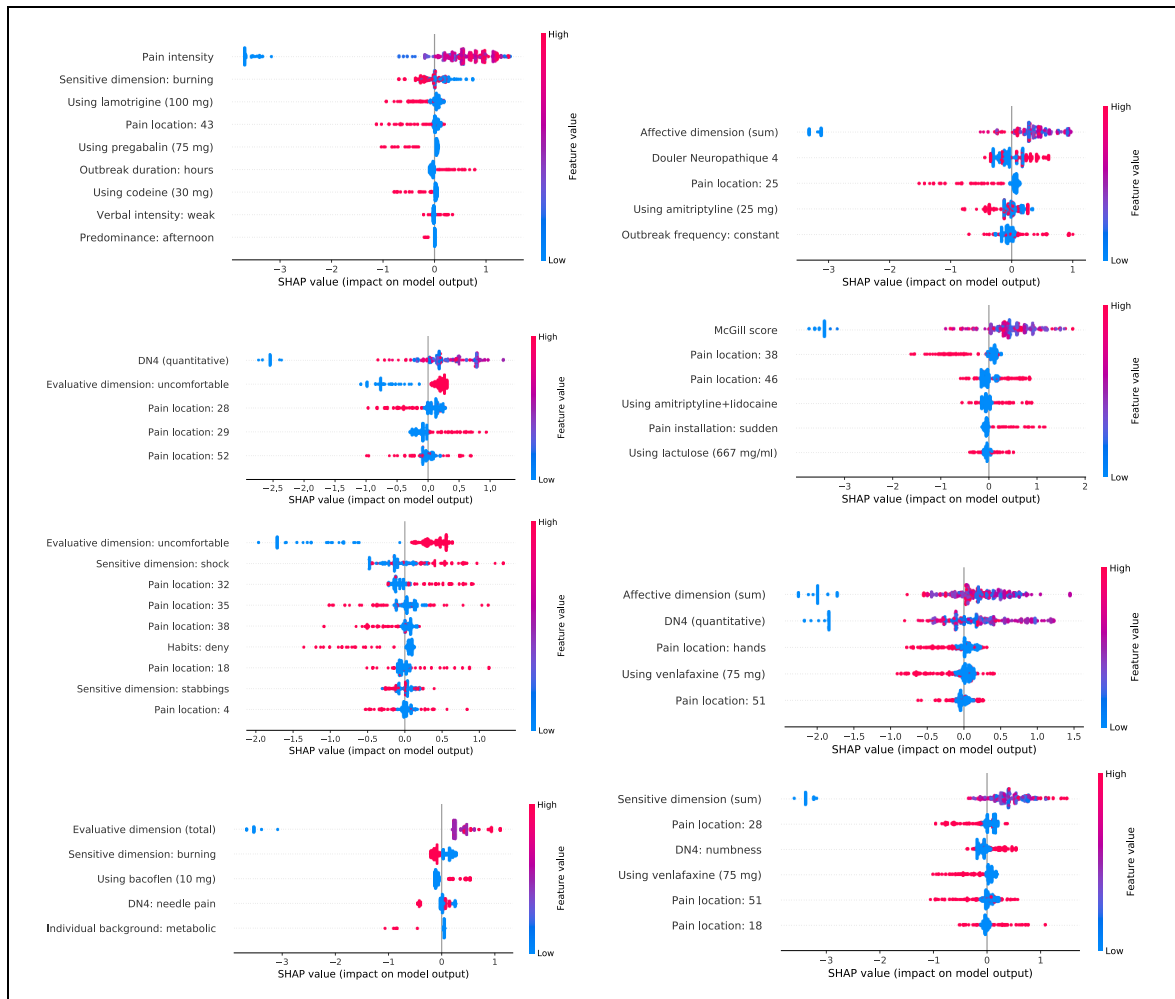 High
Pain intensity
Sensitive dimension: burning
Using lamotrigine (100 mg)
Pain location: 43
Using pregabalin (75 mg)
Outbreak duration: hours
Using codeine (30 mg)
Verbal intensity: weak
Predominance: afternoon
Feature value
Low
−3 −2 −1 0 1
SHAP value (impact on model output)
High
Affective dimension (sum)
Douler Neuropathique 4
Pain location: 25
Using amitriptyline (25 mg)
Outbreak frequency: constant
Feature value
Low
−3 −2 −1 0 1
SHAP value (impact on model output)
High
DN4 (quantitative)
Evaluative dimension: uncomfortable
Pain location: 28
Pain location: 29
Pain location: 52
Feature value
Low
−2,5 −2,0 −1,5 −1,0 −0,5 0,0 0,5 1,0
SHAP value (impact on model output)
High
McGill score
Pain location: 38
Pain location: 46
Using amitriptyline+lidocaine
Pain installation: sudden
Using lactulose (667 mg/ml)
Feature value
Low
−3 −2 −1 0 1 2
SHAP value (impact on model output)
High
Evaluative dimension: uncomfortable
Sensitive dimension: shock
Pain location: 32
Pain location: 35
Pain location: 38
Habits: deny
Pain location: 18
Sensitive dimension: stabbings
Pain location: 4
Feature value
Low
−2.0 −1,5 −1.0 −0.5 0.0 0.5 1.0
SHAP value (impact on model output)
High
Affective dimension (sum)
DN4 (quantitative)
Pain location: hands
Using venlafaxine (75 mg)
Pain location: 51
Feature value
Low
−2.0 −1.5 −1.0 −0.5 0.0 0.5 1.0 1.5
SHAP value (impact on model output)
High
Evaluative dimension (total)
Sensitive dimension: burning
Using bacoflen (10 mg)
DN4: needle pain
Individual background: metabolic
Feature value
Low
−3 −2 −1 0 1
SHAP value (impact on model output)
High
Sensitive dimension (sum)
Pain location: 28
DN4: numbness
Using venlafaxine (75 mg)
Pain location: 51
Pain location: 18
Feature value
Low
−3 −2 −1 0 1
SHAP value (impact on model output)